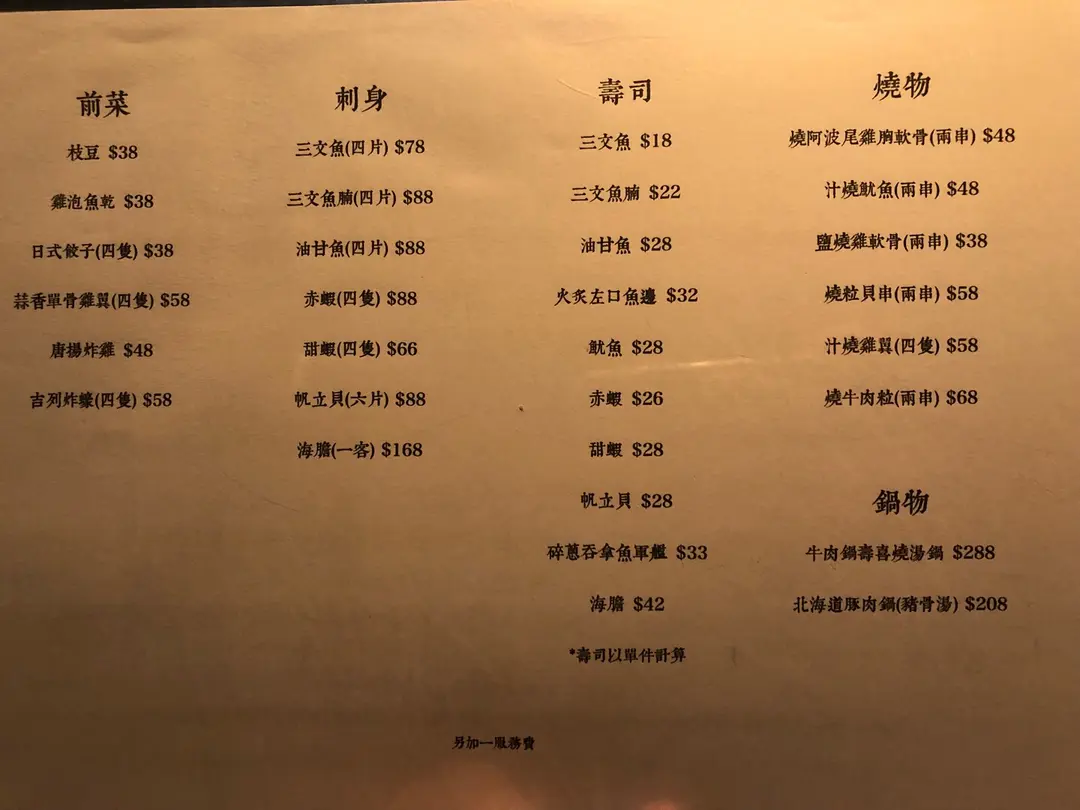 前菜
枝豆 $38
雞泡魚乾 $38
日式餃子(四隻) $38
蒜香單骨雞翼(四隻) $58
唐揚炸雞 $48
吉列炸蠔(四隻) $58
刺身
三文魚(四片) $78
三文魚腩(四片) $88
油甘魚(四片) $88
赤蝦(四隻) $88
甜蝦(四隻) $66
帆立貝(六片) $88
海膽(一客) $168
壽司
三文魚 $18
三文魚腩 $22
油甘魚 $28
火炙左口魚邊 $32
魷魚 $28
赤蝦 $26
甜蝦 $28
帆立貝 $28
碎蔥吞拿魚軍艦 $33
海膽 $42
*壽司以單件計算
燒物
燒阿波尾雞胸軟骨(兩串) $48
汁燒魷魚(兩串) $48
鹽燒雞軟骨(兩串) $38
燒粒貝串(兩串) $58
汁燒雞翼(四隻) $58
燒牛肉粒(兩串) $68
鍋物
牛肉鍋壽喜燒湯鍋 $288
北海道豚肉鍋(豬骨湯) $208
另加一服務費